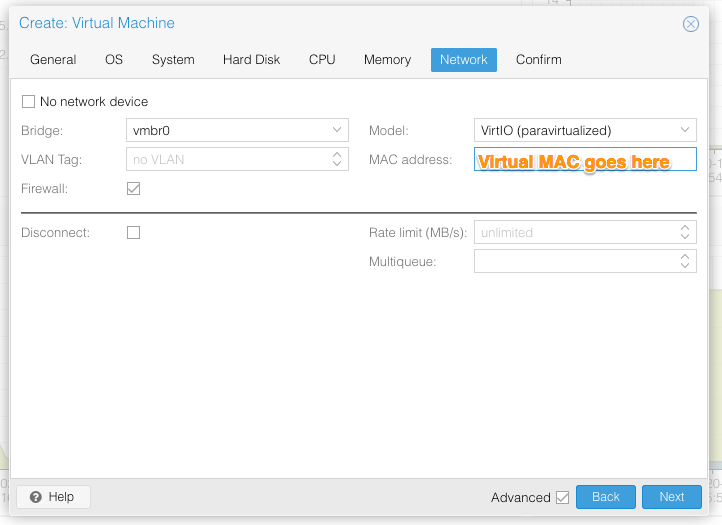 Create: Virtual Machine
General OS System Hard Disk CPU Memory Network Confirm
No network device
Bridge: vmbr0 Model: VirtIO (paravirtualized)
VLAN Tag: no VLAN MAC address: Virtual MAC goes here
Firewall:
Disconnect: Rate limit (MB/s): unlimited
Multiqueue:
Help Advanced Back Next